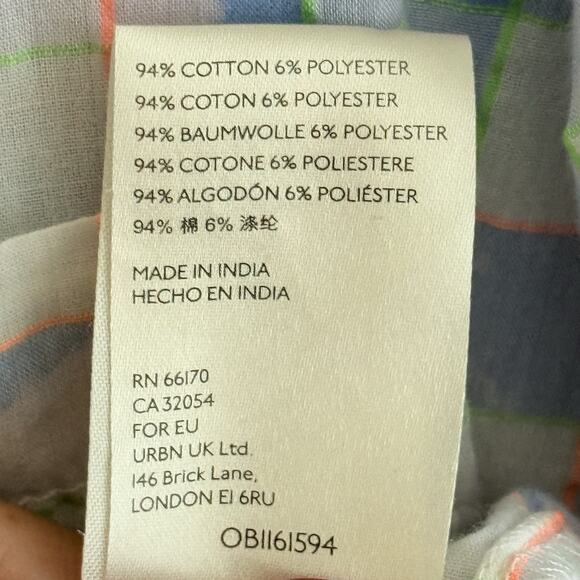 94% COTTON 6% POLYESTER
94% COTON 6% POLYESTER
94% BAUMWOLLE 6% POLYESTER
94% COTONE 6% POLIESTERE
94% ALGODÓN 6% POLIÉSTER
94% 棉 6% 涤纶
MADE IN INDIA
HECHO EN INDIA
RN 66170
CA 32054
FOR EU
URBN UK Ltd.
146 Brick Lane,
LONDON E1 6RU
OB1161594